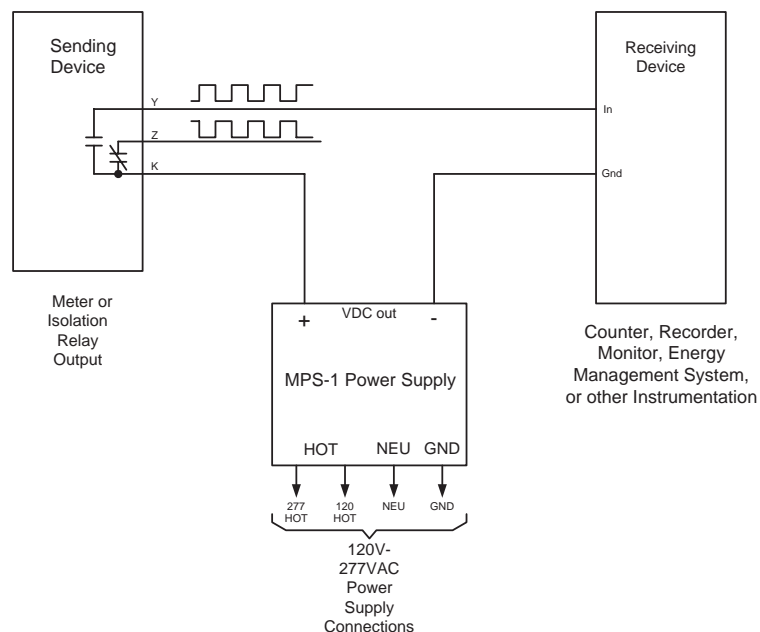 Sending
Device
Receiving
Device
Y
In
Z
K
Gnd
Meter or
Isolation
Relay
Output
VDC out
+
-
MPS-1 Power Supply
Counter, Recorder,
Monitor, Energy
Management System,
or other Instrumentation
HOT
NEU
GND
277
HOT
120
HOT
NEU
GND
120V-
277VAC
Power
Supply
Connections